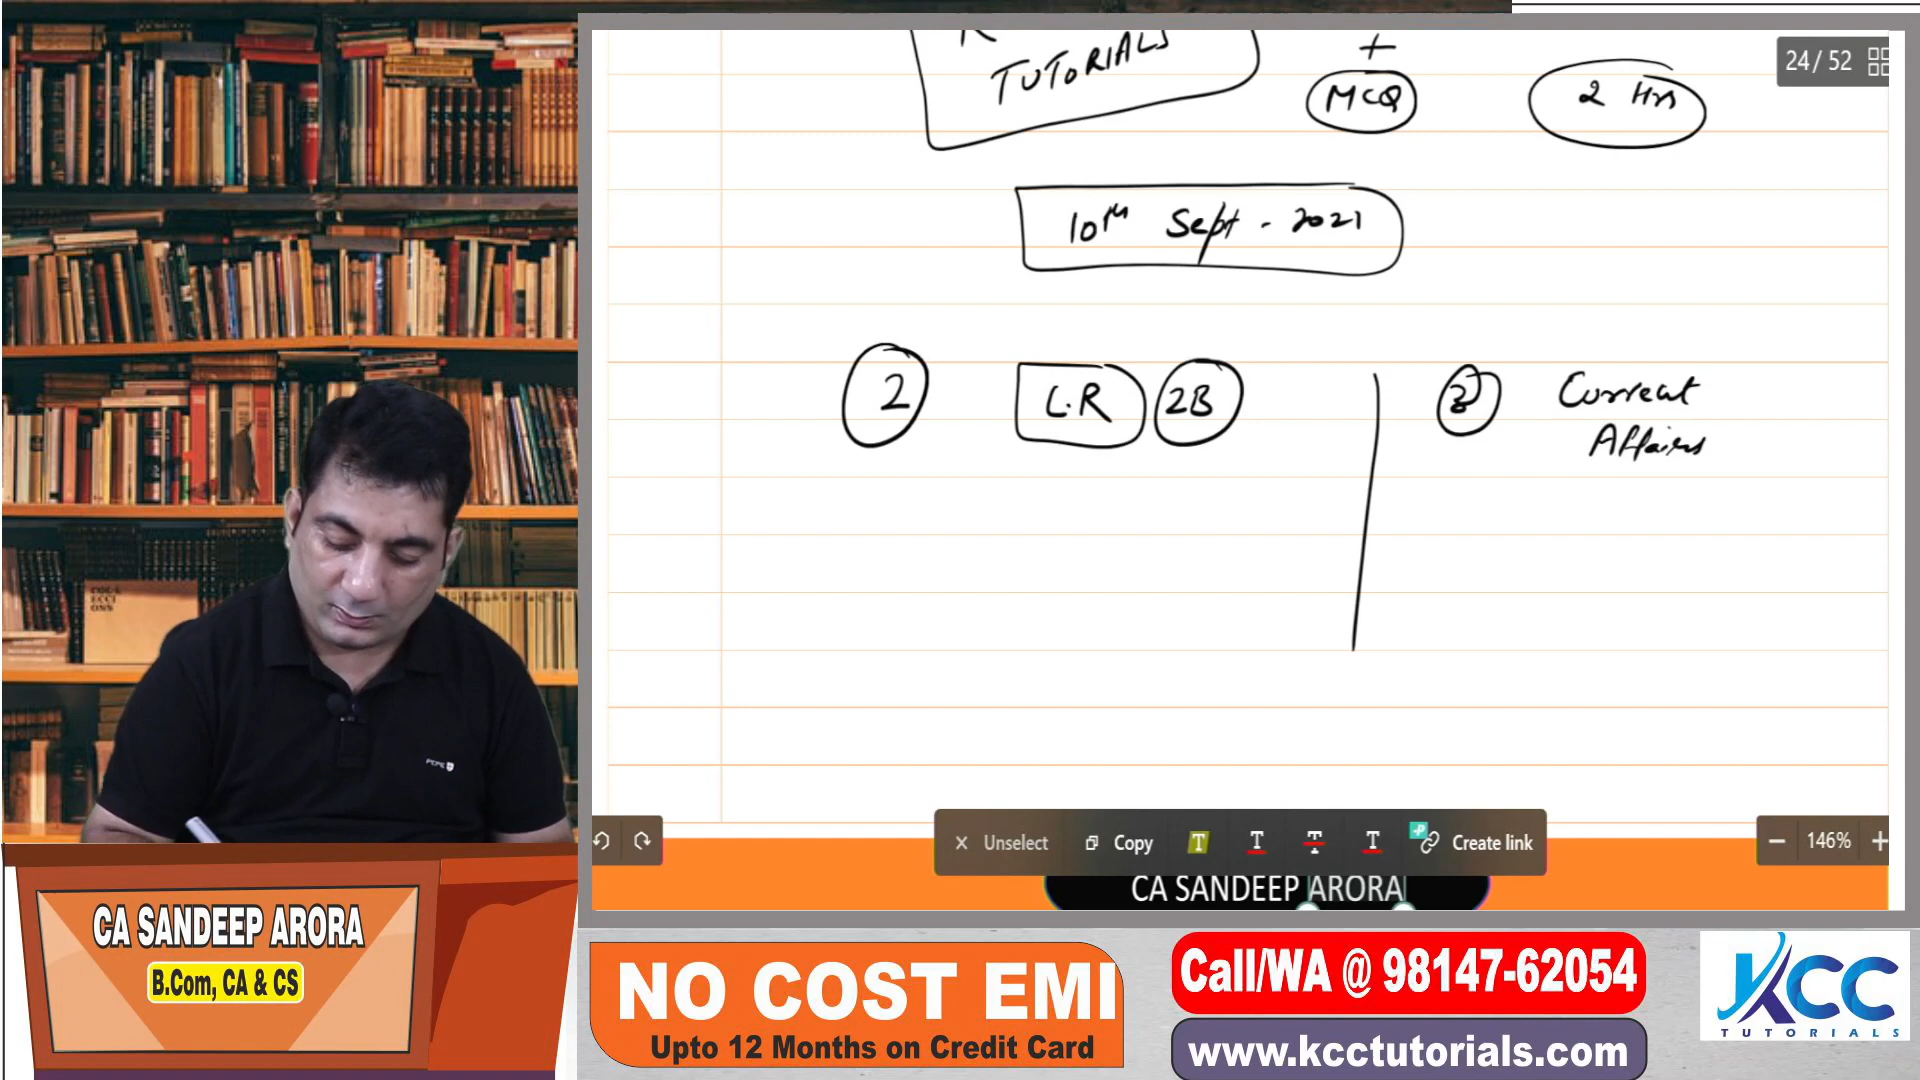 TUTORIALS
+
MCQ
2 Hrs
24 / 52
10th Sept - 2021
2
L.R
2B
Current
Affairs
Unselect
Copy
T
T
T
T
Create link
146%
CA SANDEEP ARORA
CA SANDEEP ARORA
B.Com, CA & CS
NO COST EMI
Upto 12 Months on Credit Card
Call/WA @ 98147-62054
www.kcctutorials.com
KCC
TUTORIALS